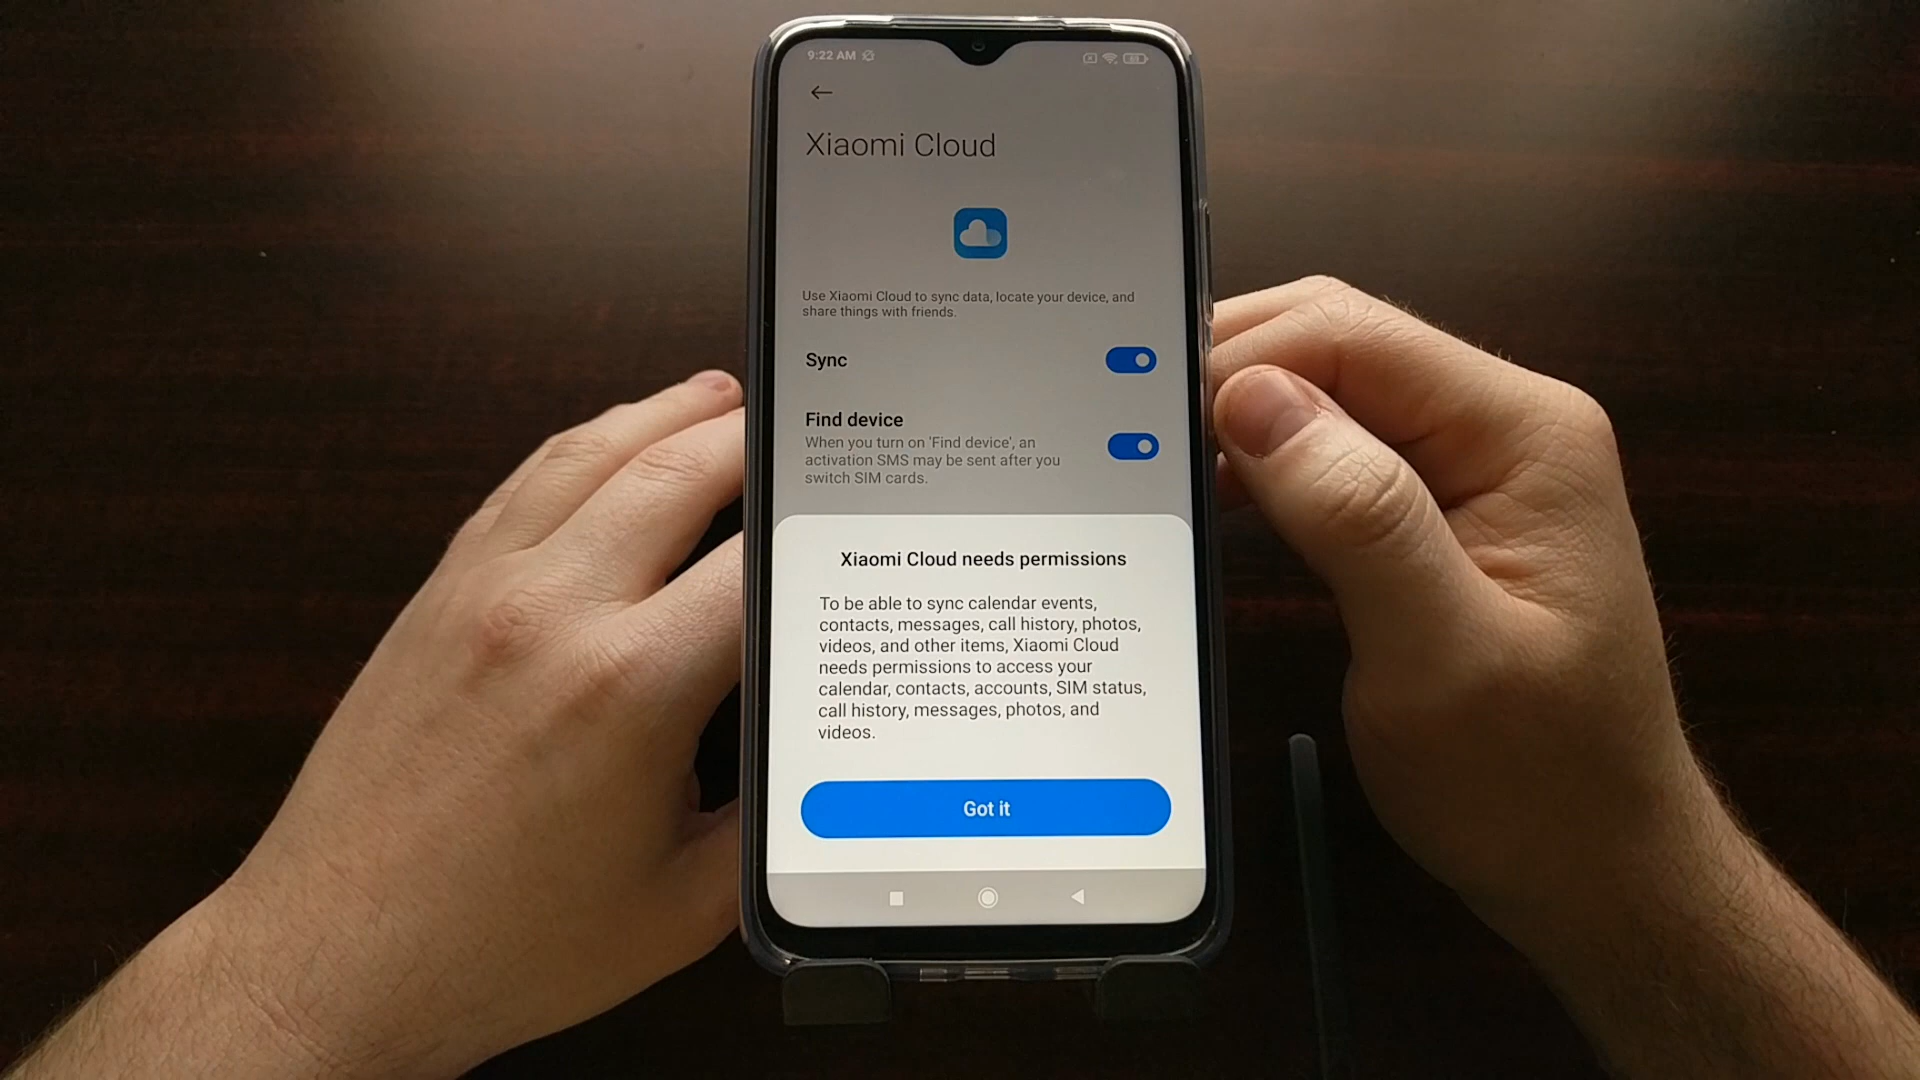 9:22 AM
Xiaomi Cloud
Use Xiaomi Cloud to sync data, locate your device, and
share things with friends.
Sync
Find device
When you turn on 'Find device', an
activation SMS may be sent after you
switch SIM cards.
Xiaomi Cloud needs permissions
To be able to sync calendar events,
contacts, messages, call history, photos,
videos, and other items, Xiaomi Cloud
needs permissions to access your
calendar, contacts, accounts, SIM status,
call history, messages, photos, and
videos.
Got it